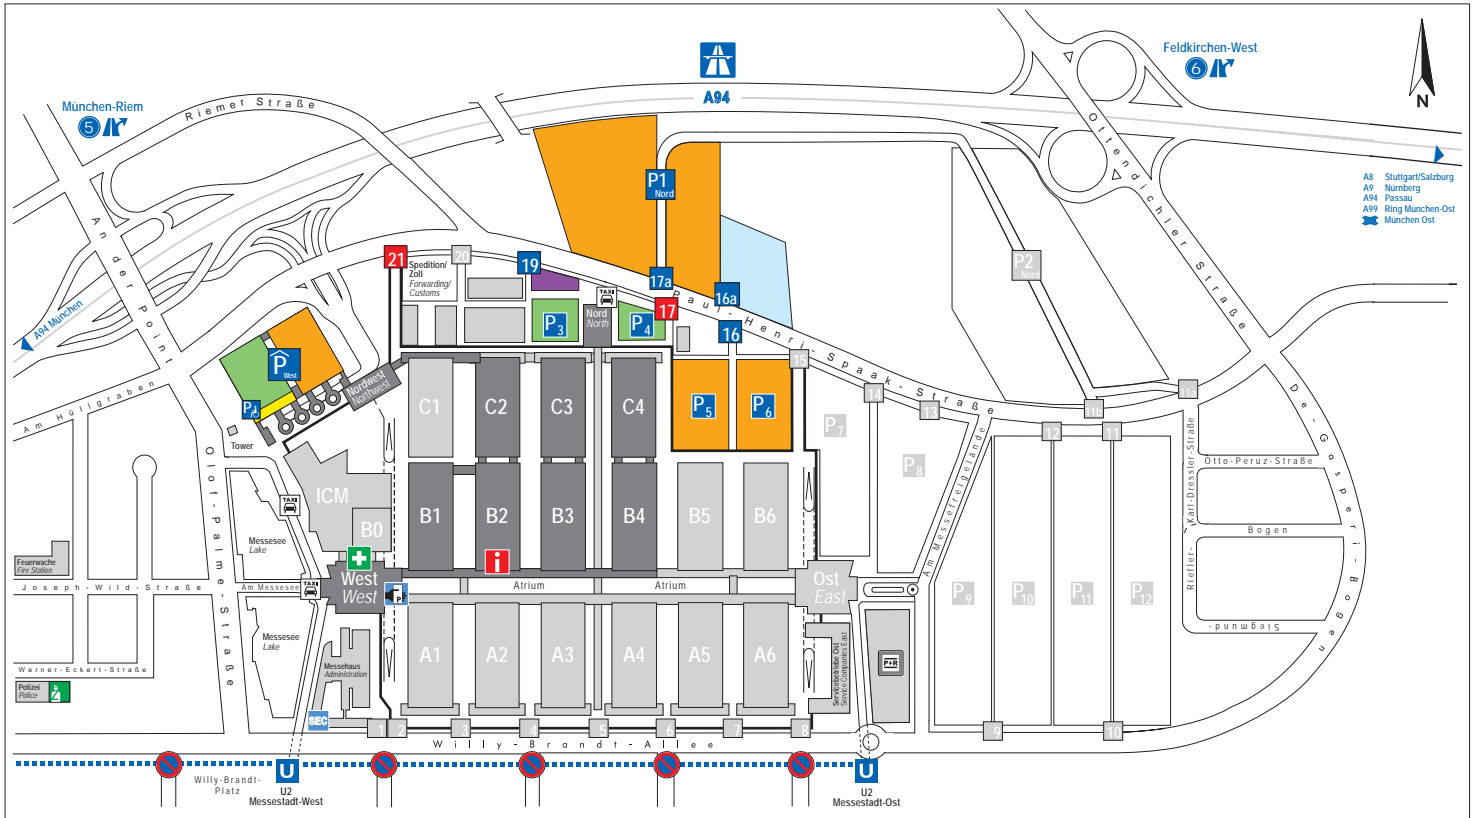 Feldkirchen-West
6
A94
N
München-Riem
5
Riemer Straße
Ottendichler Straße
A8 Stuttgart/Salzburg
A9 Nürnberg
A94 Passau
A99 Ring München-Ost
München Ost
P1
Nord
An der Point
21
Spedition/
Zoll
Forwarding/
Customs
20
19
17a
16a
P2
Nord
TAXI
17
Paul-Henri-Spaak-Straße
A94 München
P3
Nord
North
P4
16
15
P
West
Nordwest
Northwest
14
13
11b
11a
Am Hüllgraben
P
Tower
C1
C2
C3
C4
P5
P6
P7
P8
12
11
Am Messefreigelände
Karl-Dressler-Straße
Otto-Peruz-Straße
De-Gasperi-Bogen
Olof-Palme-Straße
ICM
B0
B1
B2
B3
B4
B5
B6
TAXI
Messesee
Lake
Bogen
Riefler-
Feuerwache
Fire Station
Joseph-Wild-Straße
Am Messesee
TAXI
West
West
P
i
Atrium
Atrium
Ost
East
P9
P10
P11
P12
Siegmund-
Messesee
Lake
Werner-Eckert-Straße
Polizei
Police
Messehaus
Administration
A1
A2
A3
A4
A5
A6
Servicebetriebe Ost
Service Companies East
P+R
SEC
1
2
3
4
5
6
7
8
9
10
Willy-Brandt-Allee
Willy-Brandt-
Platz
U
U2
Messestadt-West
U
U2
Messestadt-Ost